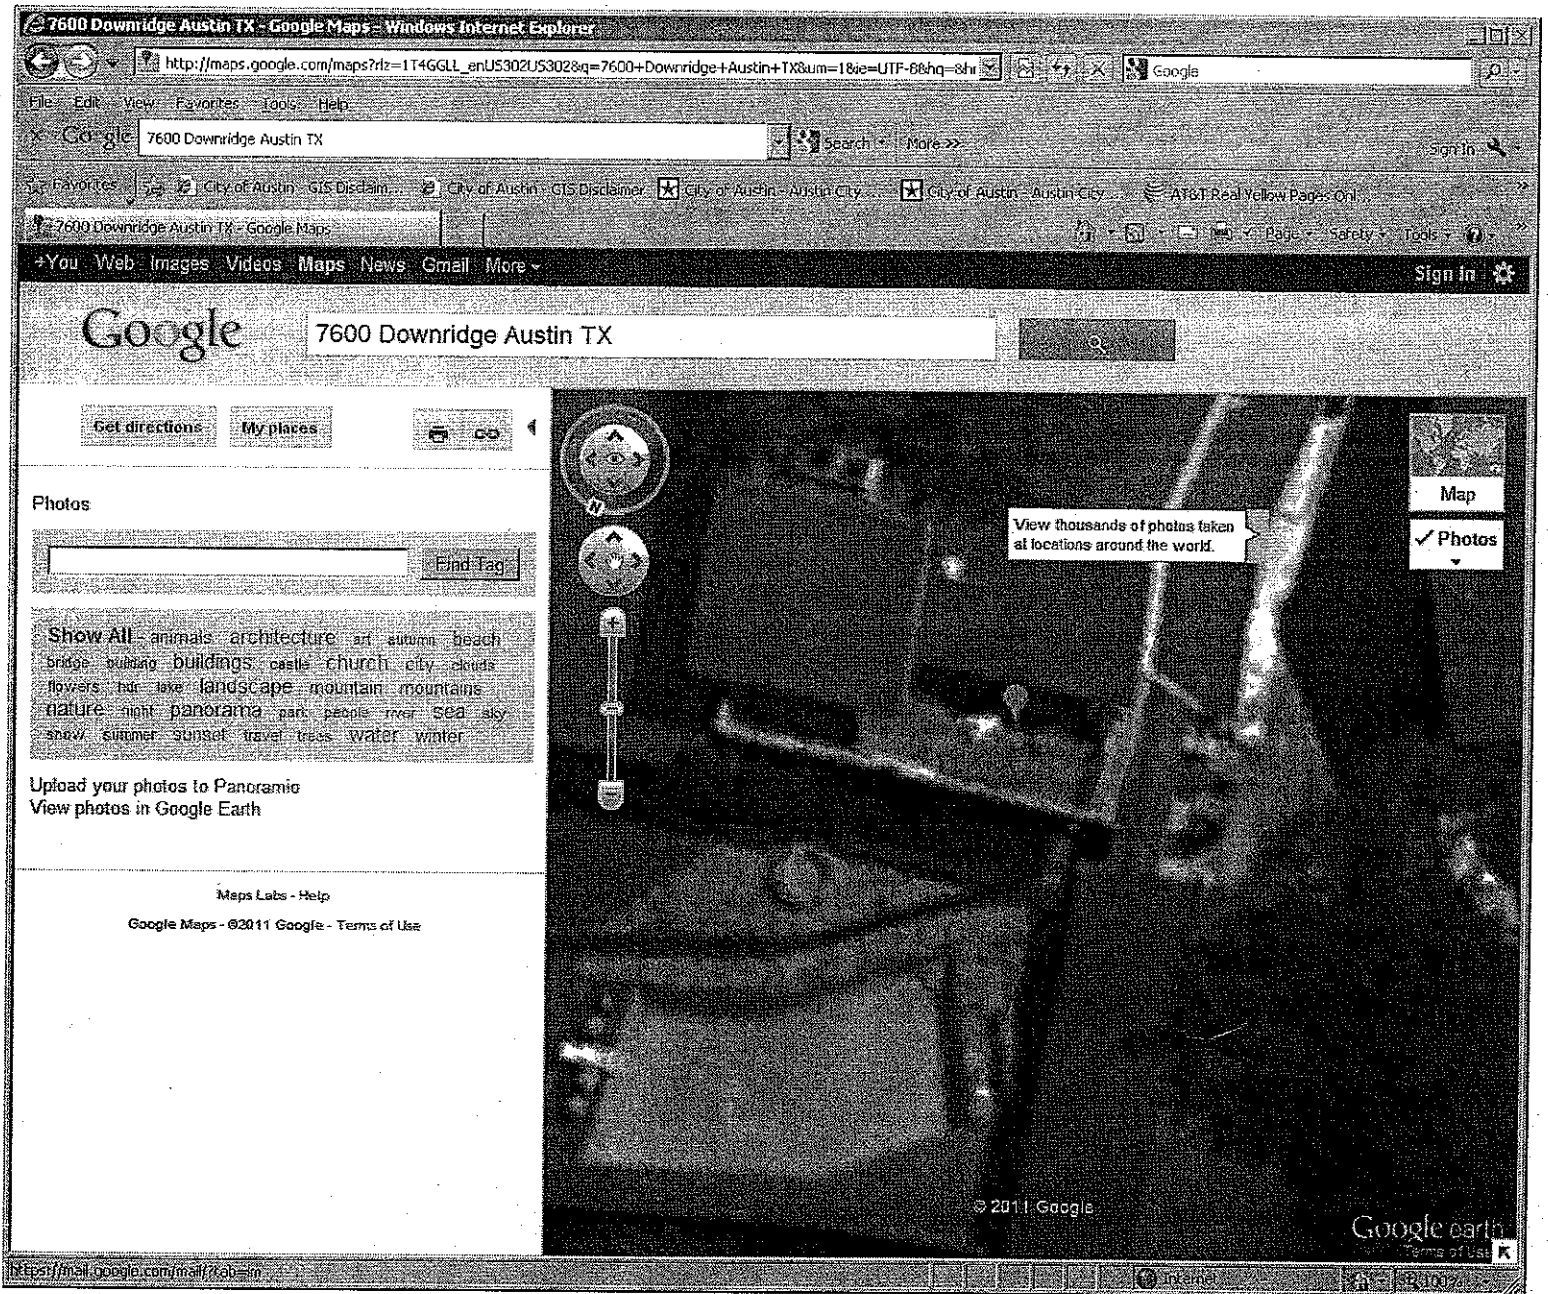 7600 Downridge Austin TX - Google Maps - Windows Internet Explorer
http://maps.google.com/maps?rlz=1T4GGLL_enUS302US302&q=7600+Downridge+Austin+TX&um=1&ie=UTF-8&hq=&hr
Google
File Edit View Favorites Tools Help
Google 7600 Downridge Austin TX Search More >> Sign In
Favorites City of Austin - GIS Disclaim... City of Austin - GIS Disclaimer City of Austin - Austin City ... City of Austin - Austin City ... AT&T Real Yellow Pages Onl...
7600 Downridge Austin TX - Google Maps Page Safety Tools
+You Web Images Videos Maps News Gmail More Sign in
Google 7600 Downridge Austin TX
Get directions My places
Photos
Find Tag
Show All animals architecture art autumn beach
bridge building buildings castle church city clouds
flowers hdr lake landscape mountain mountains
nature night panorama park people river sea sky
snow summer sunset travel trees water winter
Upload your photos to Panoramio
View photos in Google Earth
Maps Labs - Help
Google Maps - ©2011 Google - Terms of Use
N
View thousands of photos taken
at locations around the world.
Map
Photos
© 2011 Google
Google earth
Terms of Use
https://mail.google.com/mail/?tab=lm Internet 100%